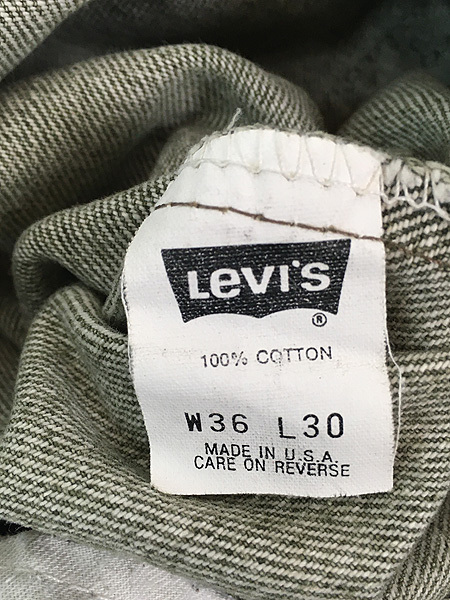 Levi's
®
100% COTTON
W36 L30
MADE IN U.S.A.
CARE ON REVERSE